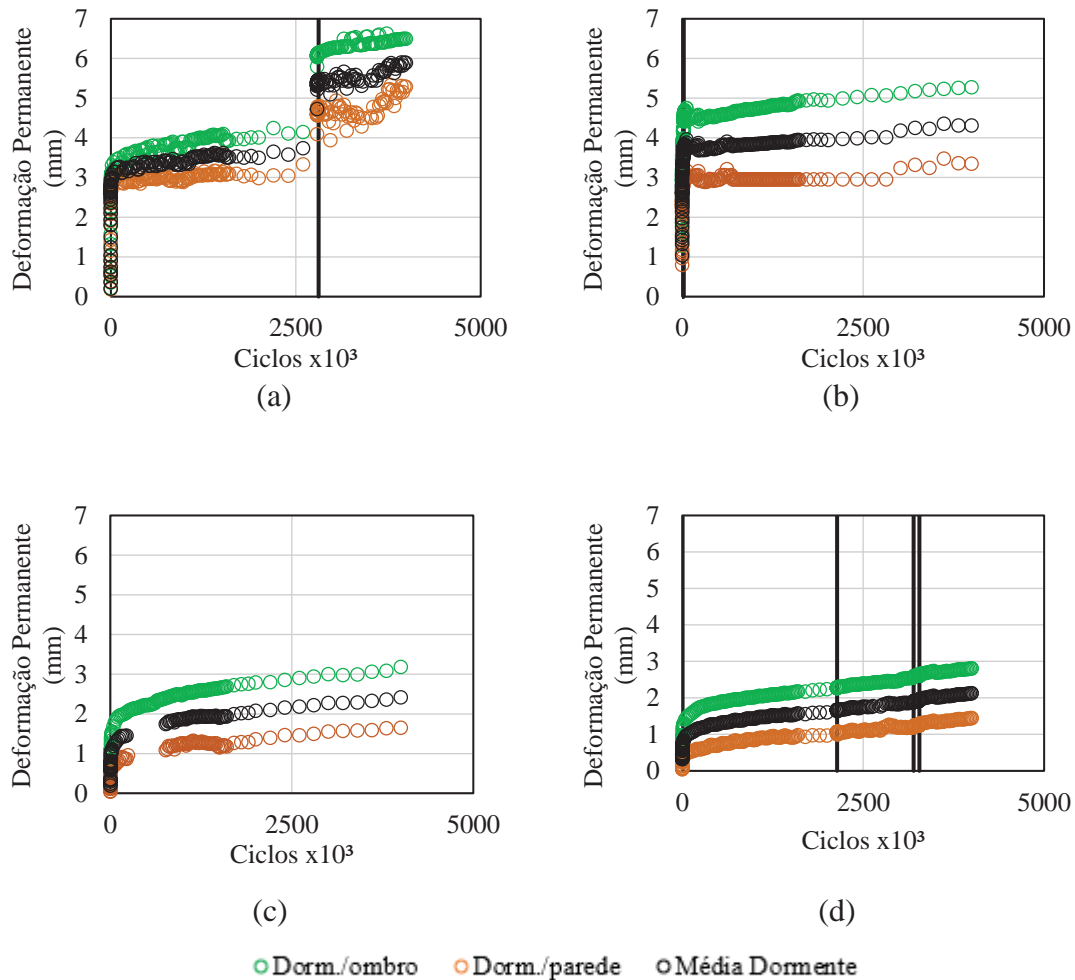 Deformação Permanente
(mm)
7
6
5
4
3
2
1
0
0
2500
5000
Ciclos x10³
(a)
Deformação Permanente
(mm)
7
6
5
4
3
2
1
0
0
2500
5000
Ciclos x10³
(b)
Deformação Permanente
(mm)
7
6
5
4
3
2
1
0
0
2500
5000
Ciclos x10³
(c)
Deformação Permanente
(mm)
7
6
5
4
3
2
1
0
0
2500
5000
Ciclos x10³
(d)
Dorm./ombro Dorm./parede Média Dormente